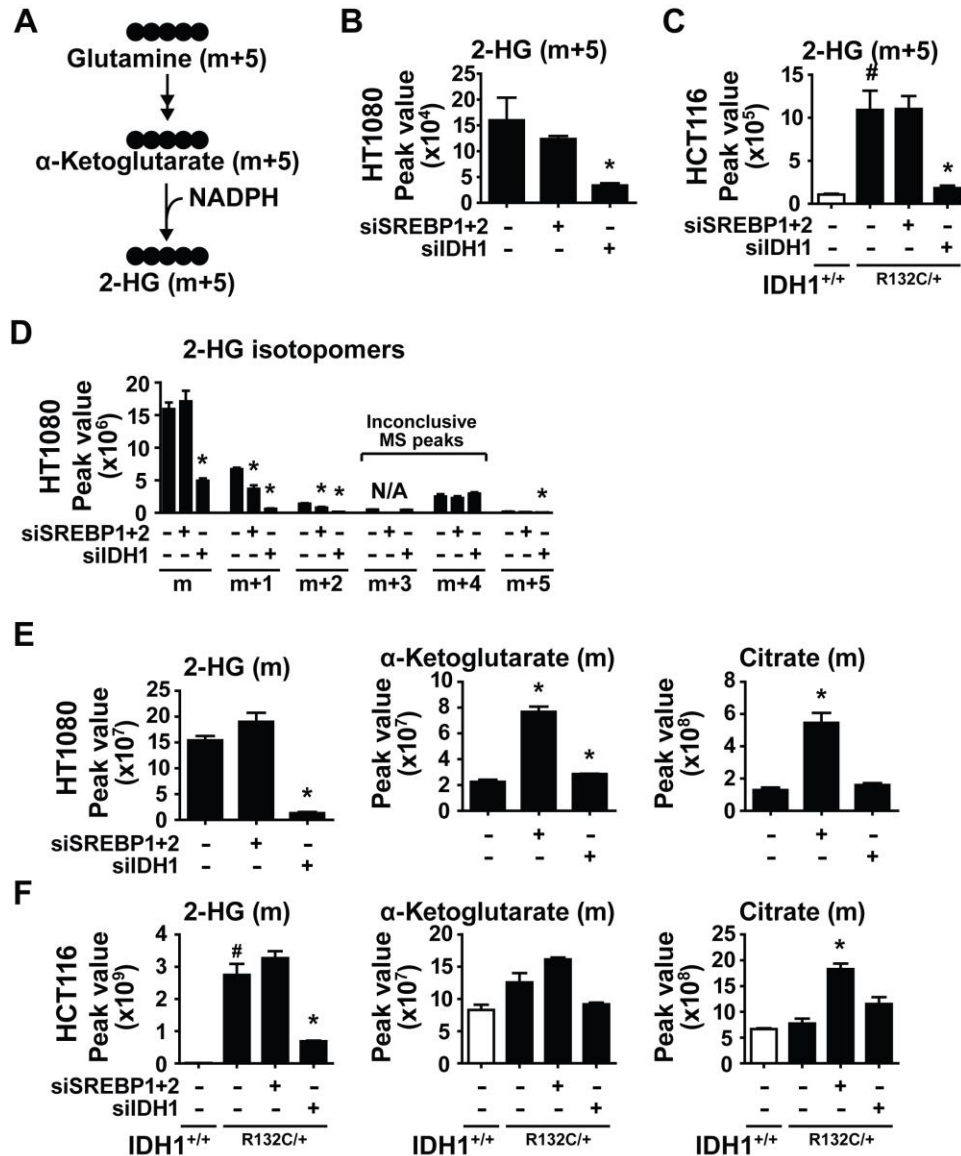 A
Glutamine (m+5)
α-Ketoglutarate (m+5)
NADPH
2-HG (m+5)
B
2-HG (m+5)
HT1080
Peak value
(x10⁴)
25
20
15
10
5
0
*
siSREBP1+2 - + -
siIDH1 - - +
C
2-HG (m+5)
HCT116
Peak value
(x10⁵)
15
10
5
0
#
*
siSREBP1+2 - - + -
siIDH1 - - - +
IDH1+/+ R132C/+
D
2-HG isotopomers
HT1080
Peak value
(x10⁶)
20
15
10
5
0
Inconclusive
MS peaks
N/A
* * * * * *
siSREBP1+2 - + - - + - - + - - + - - + - - + -
siIDH1 - - + - - + - - + - - + - - + - - +
m m+1 m+2 m+3 m+4 m+5
E
2-HG (m)
HT1080
Peak value
(x10⁷)
25
20
15
10
5
0
*
siSREBP1+2 - + -
siIDH1 - - +
α-Ketoglutarate (m)
Peak value
(x10⁷)
10
8
6
4
2
0
*
*
- + -
- - +
Citrate (m)
Peak value
(x10⁸)
8
6
4
2
0
*
- + -
- - +
F
2-HG (m)
HCT116
Peak value
(x10⁹)
4
3
2
1
0
#
*
siSREBP1+2 - - + -
siIDH1 - - - +
IDH1+/+ R132C/+
α-Ketoglutarate (m)
Peak value
(x10⁷)
20
15
10
5
0
- - + -
- - - +
IDH1+/+ R132C/+
Citrate (m)
Peak value
(x10⁸)
25
20
15
10
5
0
*
- - + -
- - - +
IDH1+/+ R132C/+